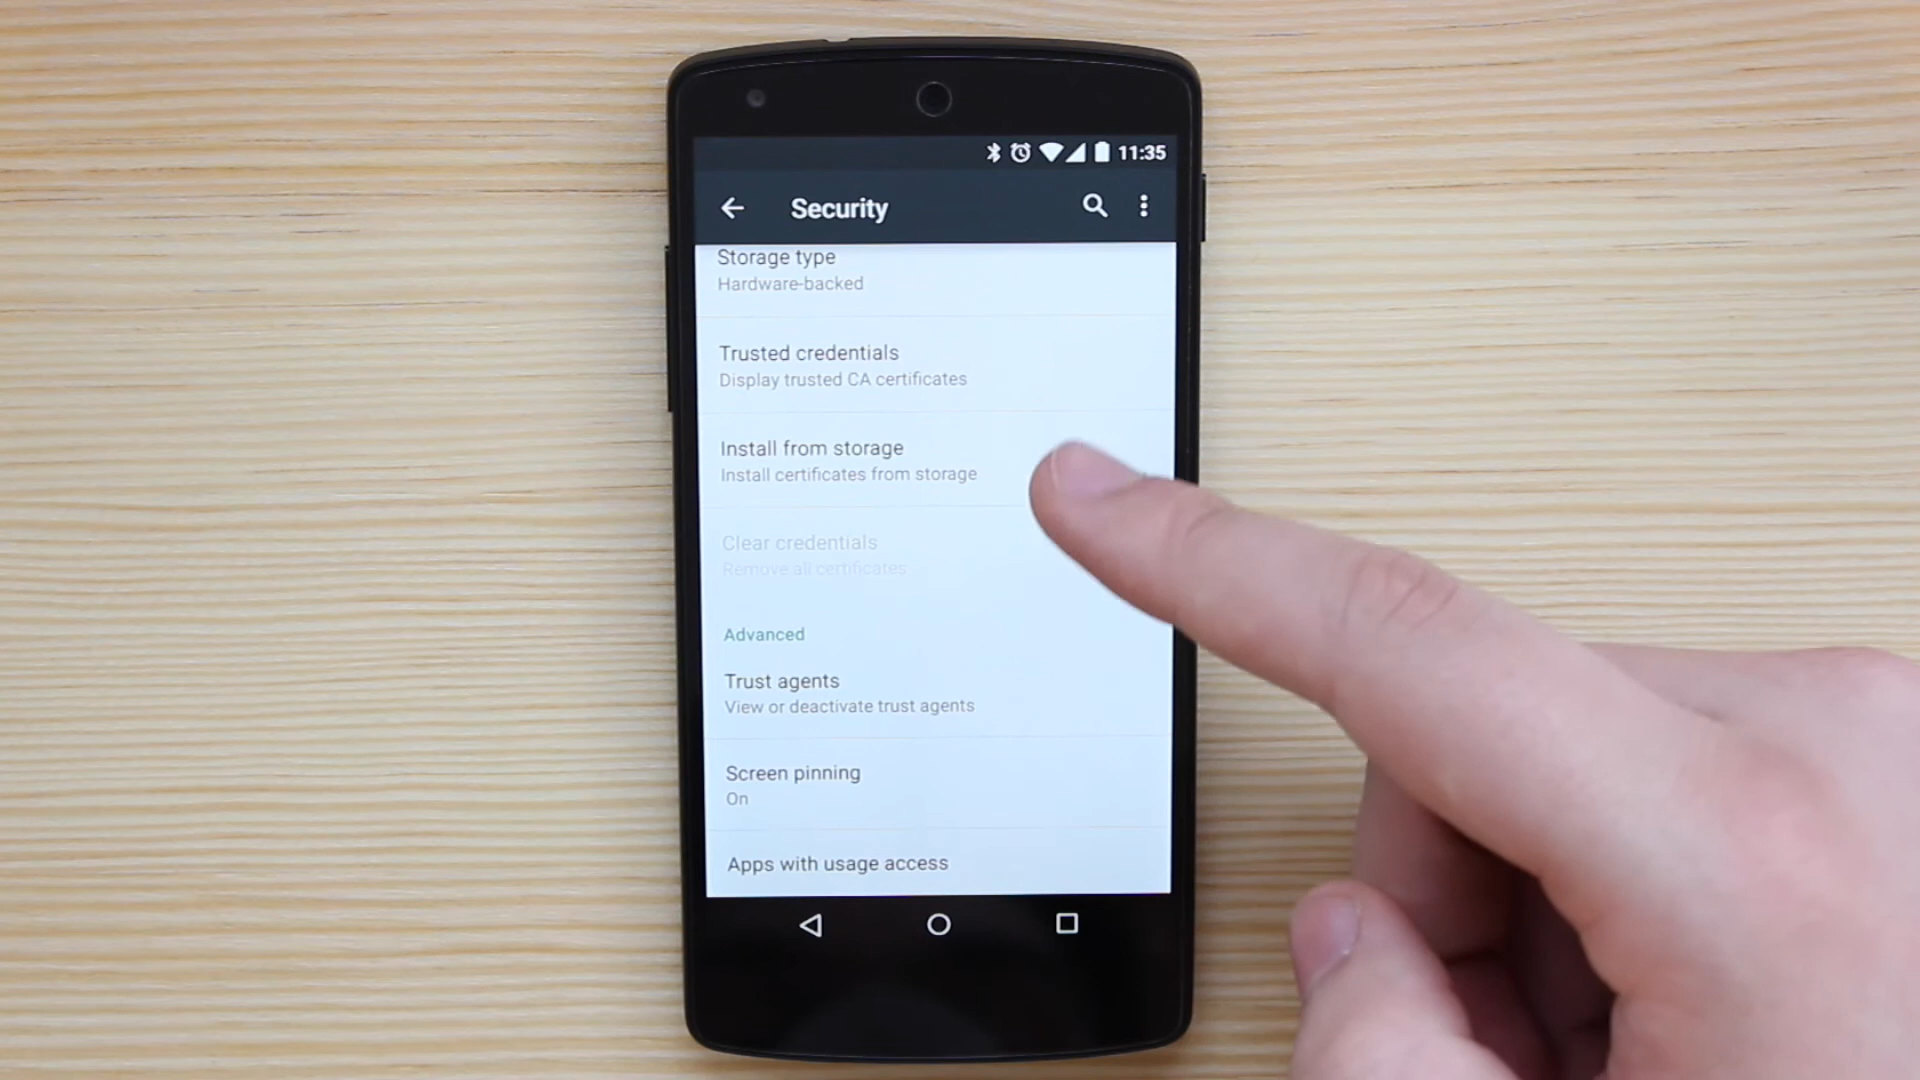 11:35
Security
Storage type
Hardware-backed
Trusted credentials
Display trusted CA certificates
Install from storage
Install certificates from storage
Clear credentials
Remove all certificates
Advanced
Trust agents
View or deactivate trust agents
Screen pinning
On
Apps with usage access